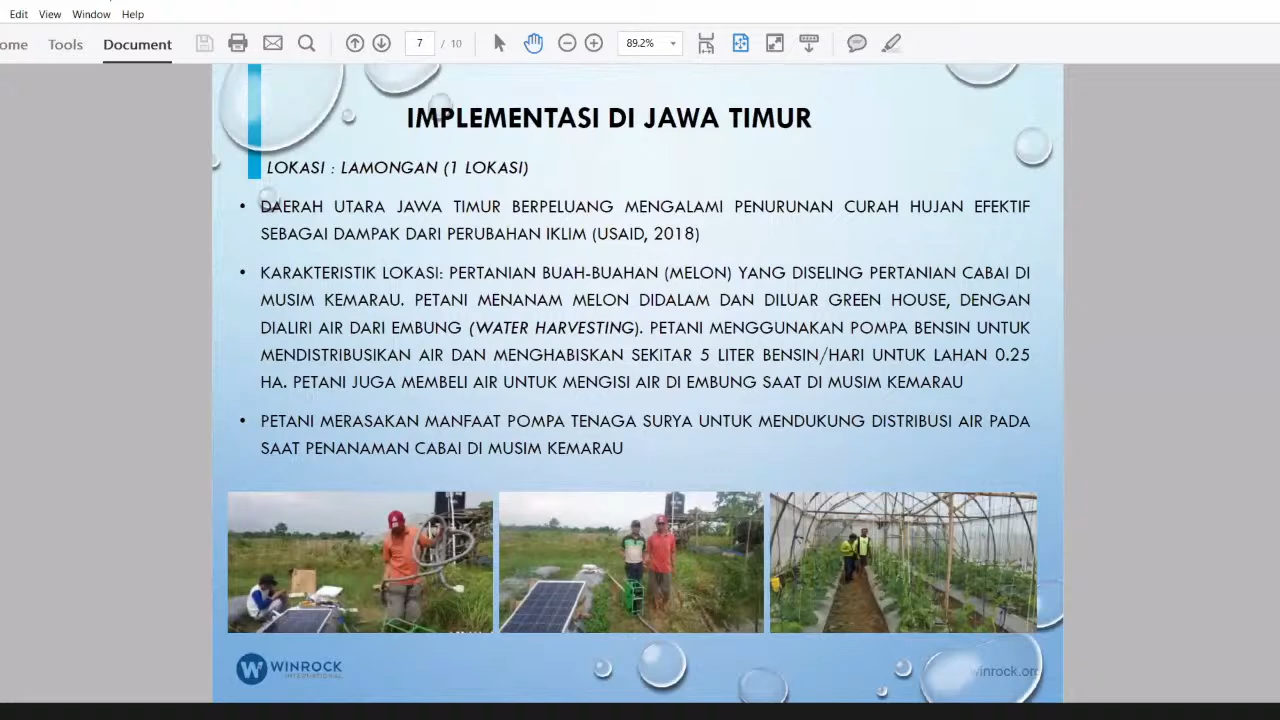 Edit View Window Help
ome Tools Document 7 / 10 89.2%
IMPLEMENTASI DI JAWA TIMUR
LOKASI : LAMONGAN (1 LOKASI)
• DAERAH UTARA JAWA TIMUR BERPELUANG MENGALAMI PENURUNAN CURAH HUJAN EFEKTIF
SEBAGAI DAMPAK DARI PERUBAHAN IKLIM (USAID, 2018)
• KARAKTERISTIK LOKASI: PERTANIAN BUAH-BUAHAN (MELON) YANG DISELING PERTANIAN CABAI DI
MUSIM KEMARAU. PETANI MENANAM MELON DIDALAM DAN DILUAR GREEN HOUSE, DENGAN
DIALIRI AIR DARI EMBUNG (WATER HARVESTING). PETANI MENGGUNAKAN POMPA BENSIN UNTUK
MENDISTRIBUSIKAN AIR DAN MENGHABISKAN SEKITAR 5 LITER BENSIN/HARI UNTUK LAHAN 0.25
HA. PETANI JUGA MEMBELI AIR UNTUK MENGISI AIR DI EMBUNG SAAT DI MUSIM KEMARAU
• PETANI MERASAKAN MANFAAT POMPA TENAGA SURYA UNTUK MENDUKUNG DISTRIBUSI AIR PADA
SAAT PENANAMAN CABAI DI MUSIM KEMARAU
WINROCK
INTERNATIONAL
winrock.org